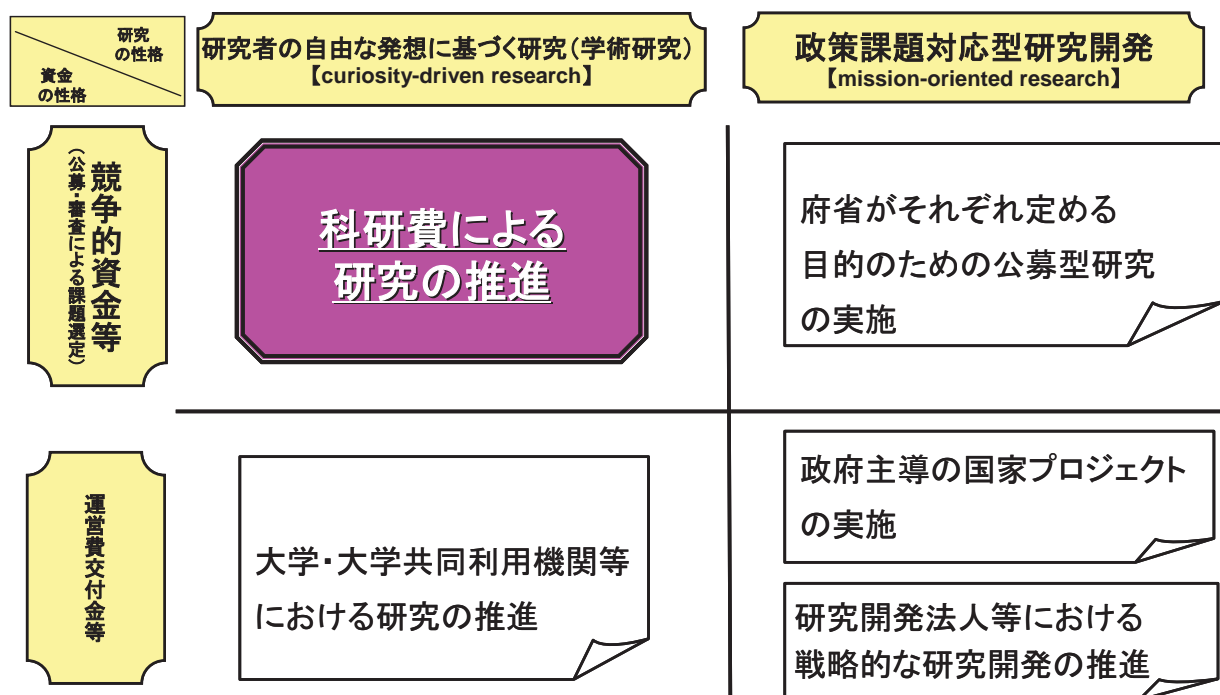 研究
の性格
資金
の性格
研究者の自由な発想に基づく研究(学術研究)
【curiosity-driven research】
政策課題対応型研究開発
【mission-oriented research】
競争的資金等
(公募・審査による課題選定)
科研費による
研究の推進
府省がそれぞれ定める
目的のための公募型研究
の実施
運営費交付金等
大学・大学共同利用機関等
における研究の推進
政府主導の国家プロジェクト
の実施
研究開発法人等における
戦略的な研究開発の推進